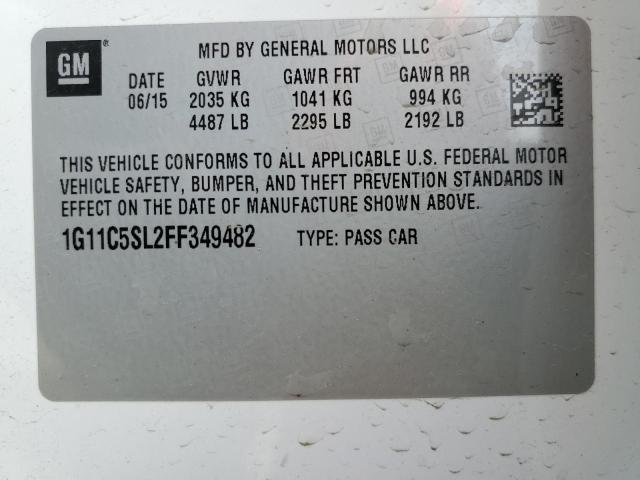 GM ®
MFD BY GENERAL MOTORS LLC
DATE GVWR GAWR FRT GAWR RR
06/15 2035 KG 1041 KG 994 KG
4487 LB 2295 LB 2192 LB
THIS VEHICLE CONFORMS TO ALL APPLICABLE U.S. FEDERAL MOTOR
VEHICLE SAFETY, BUMPER, AND THEFT PREVENTION STANDARDS IN
EFFECT ON THE DATE OF MANUFACTURE SHOWN ABOVE.
1G11C5SL2FF349482 TYPE: PASS CAR